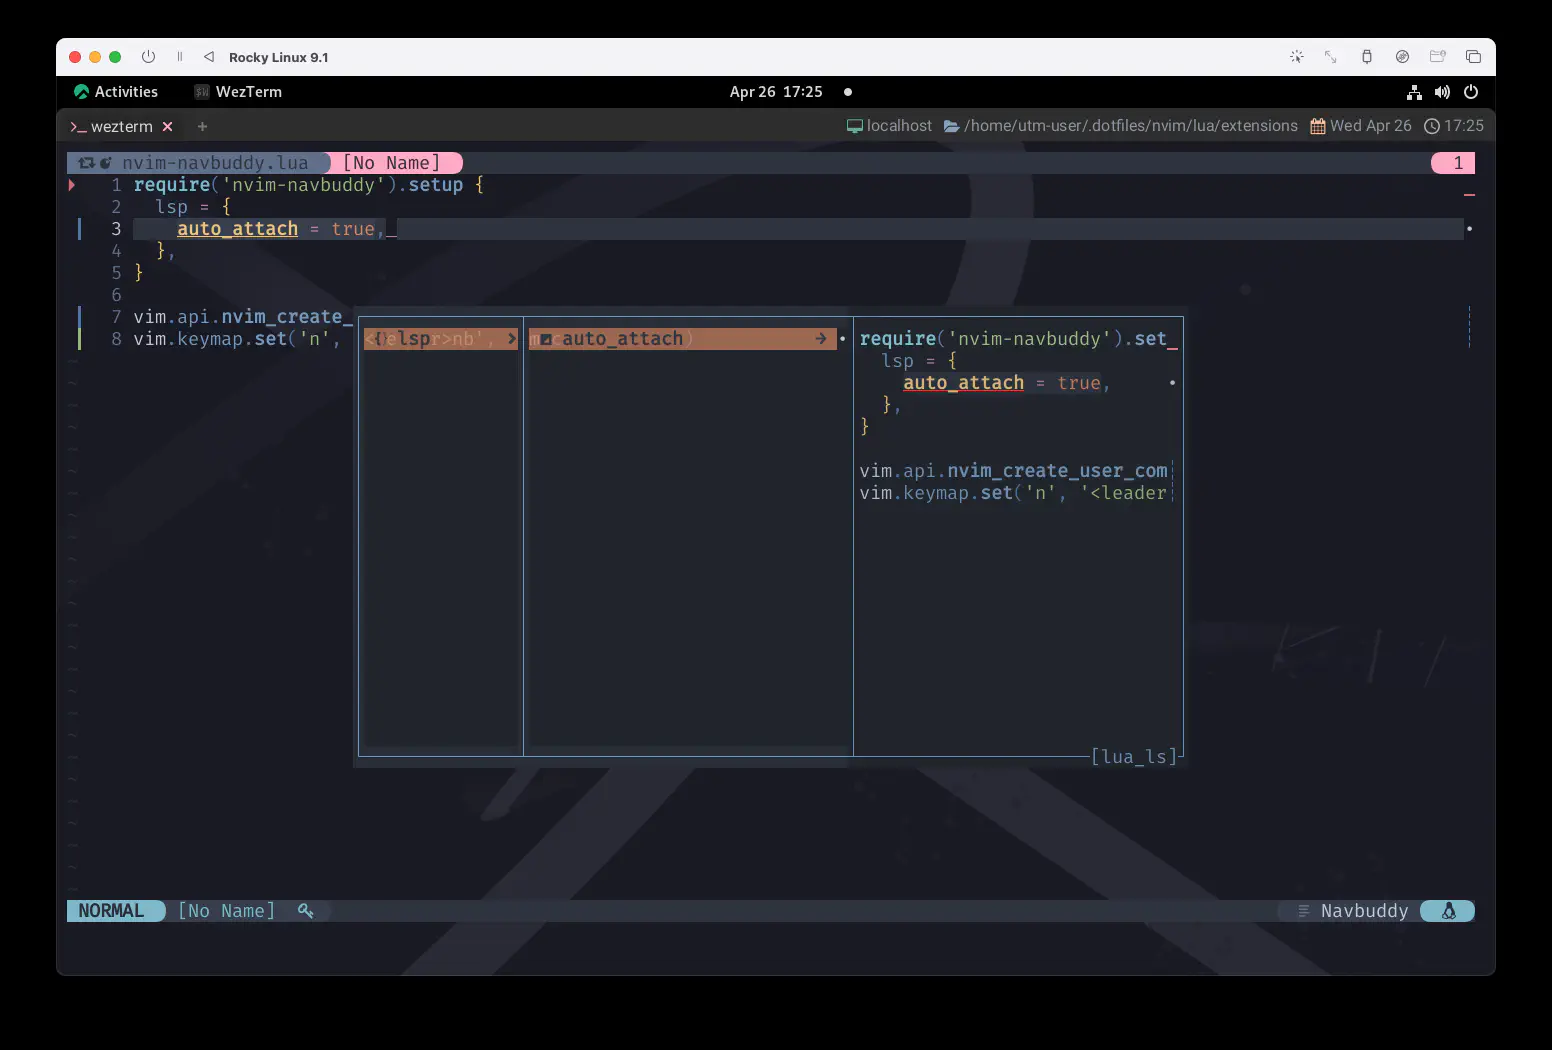 Rocky Linux 9.1
Activities WezTerm Apr 26 17:25
wezterm × + localhost /home/utm-user/.dotfiles/nvim/lua/extensions Wed Apr 26 17:25
nvim-navbuddy.lua [No Name] 1
1 require('nvim-navbuddy').setup {
2 lsp = {
3 auto_attach = true,
4 },
5 }
6
7 vim.api.nvim_create_
8 vim.keymap.set('n',
lsp
auto_attach
require('nvim-navbuddy').set
lsp = {
auto_attach = true,
},
}
vim.api.nvim_create_user_com
vim.keymap.set('n', '<leader
[lua_ls]
NORMAL [No Name] Navbuddy